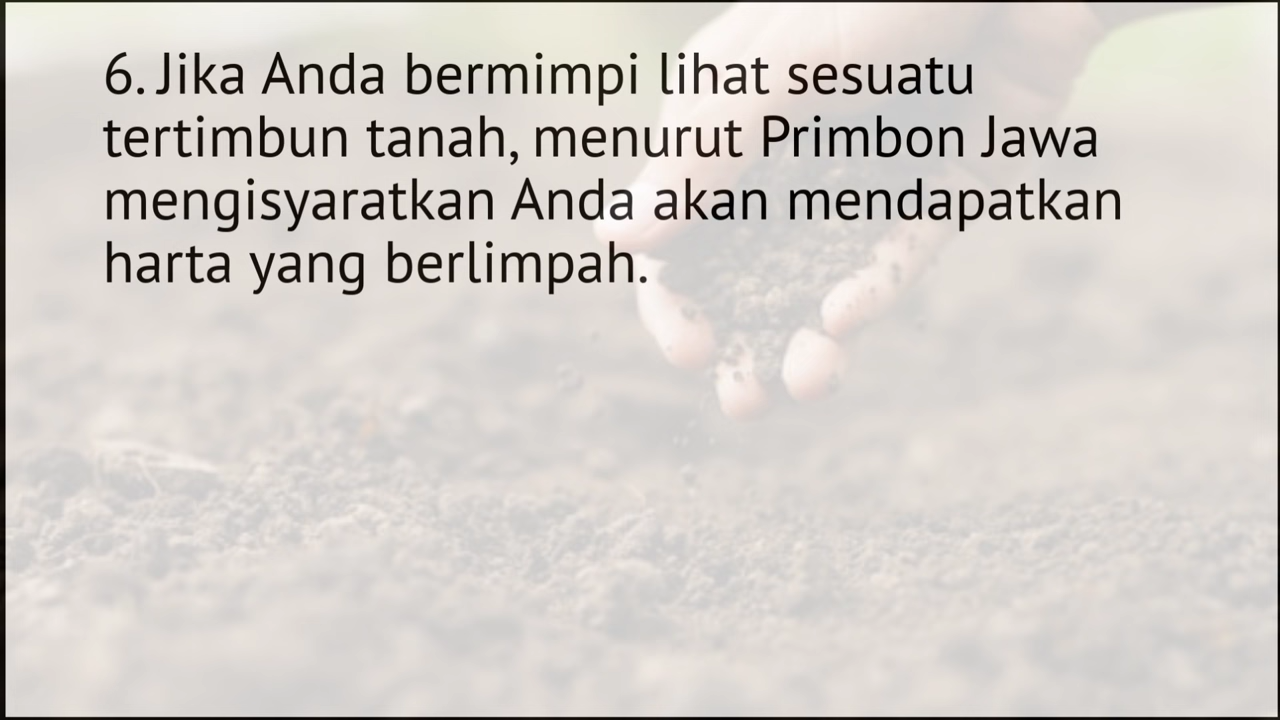 6. Jika Anda bermimpi lihat sesuatu
tertimbun tanah, menurut Primbon Jawa
mengisyaratkan Anda akan mendapatkan
harta yang berlimpah.